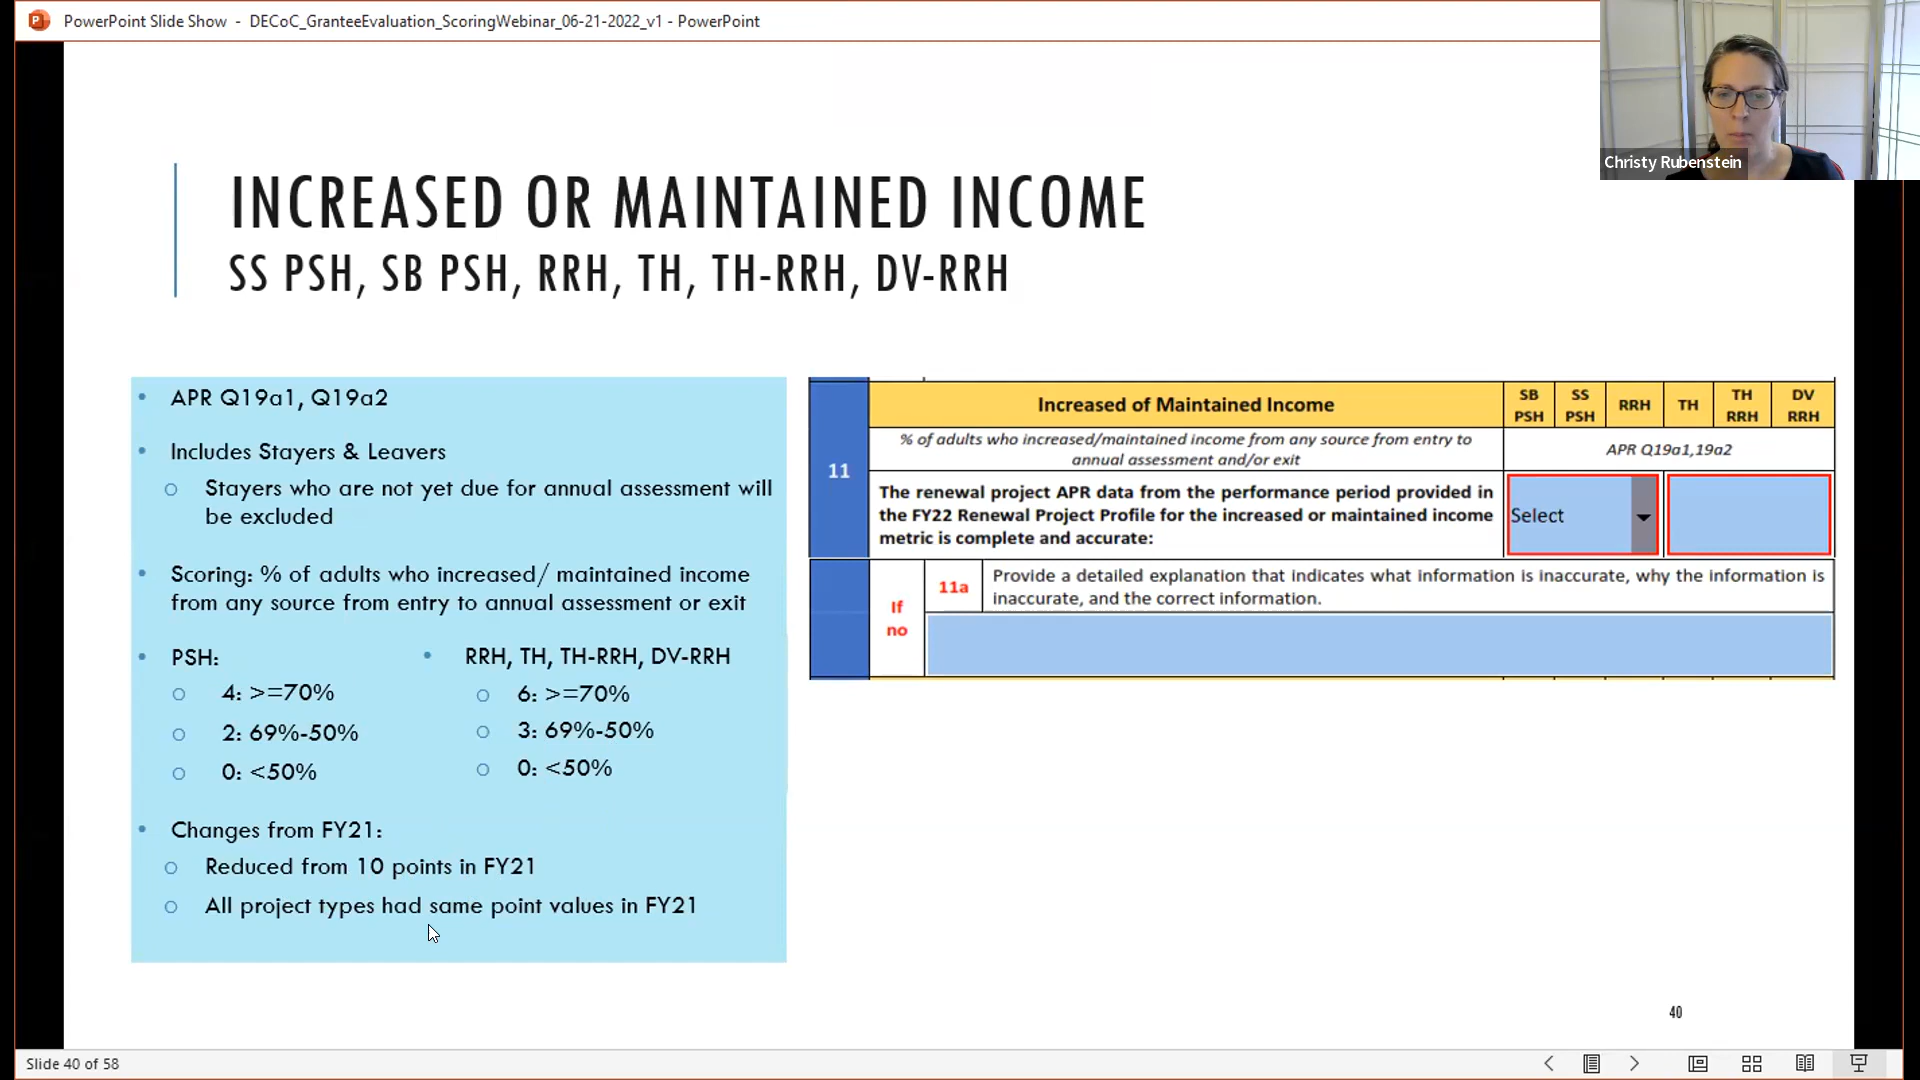 PowerPoint Slide Show - DECoC_GranteeEvaluation_ScoringWebinar_06-21-2022_v1 - PowerPoint
Christy Rubenstein
INCREASED OR MAINTAINED INCOME
SS PSH, SB PSH, RRH, TH, TH-RRH, DV-RRH
APR Q19a1, Q19a2
Includes Stayers & Leavers
Stayers who are not yet due for annual assessment will
be excluded
Scoring: % of adults who increased/ maintained income
from any source from entry to annual assessment or exit
PSH:
4: >=70%
2: 69%-50%
0: <50%
RRH, TH, TH-RRH, DV-RRH
6: >=70%
3: 69%-50%
0: <50%
Changes from FY21:
Reduced from 10 points in FY21
All project types had same point values in FY21
11
Increased of Maintained Income
SB PSH
SS PSH
RRH
TH
TH RRH
DV RRH
% of adults who increased/maintained income from any source from entry to
annual assessment and/or exit
APR Q19a1,19a2
The renewal project APR data from the performance period provided in
the FY22 Renewal Project Profile for the increased or maintained income
metric is complete and accurate:
Select
If no
11a
Provide a detailed explanation that indicates what information is inaccurate, why the information is
inaccurate, and the correct information.
40
Slide 40 of 58